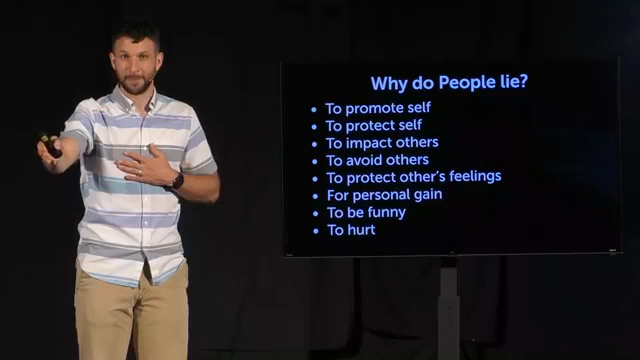 Why do People lie?
• To promote self
• To protect self
• To impact others
• To avoid others
• To protect other's feelings
• For personal gain
• To be funny
• To hurt